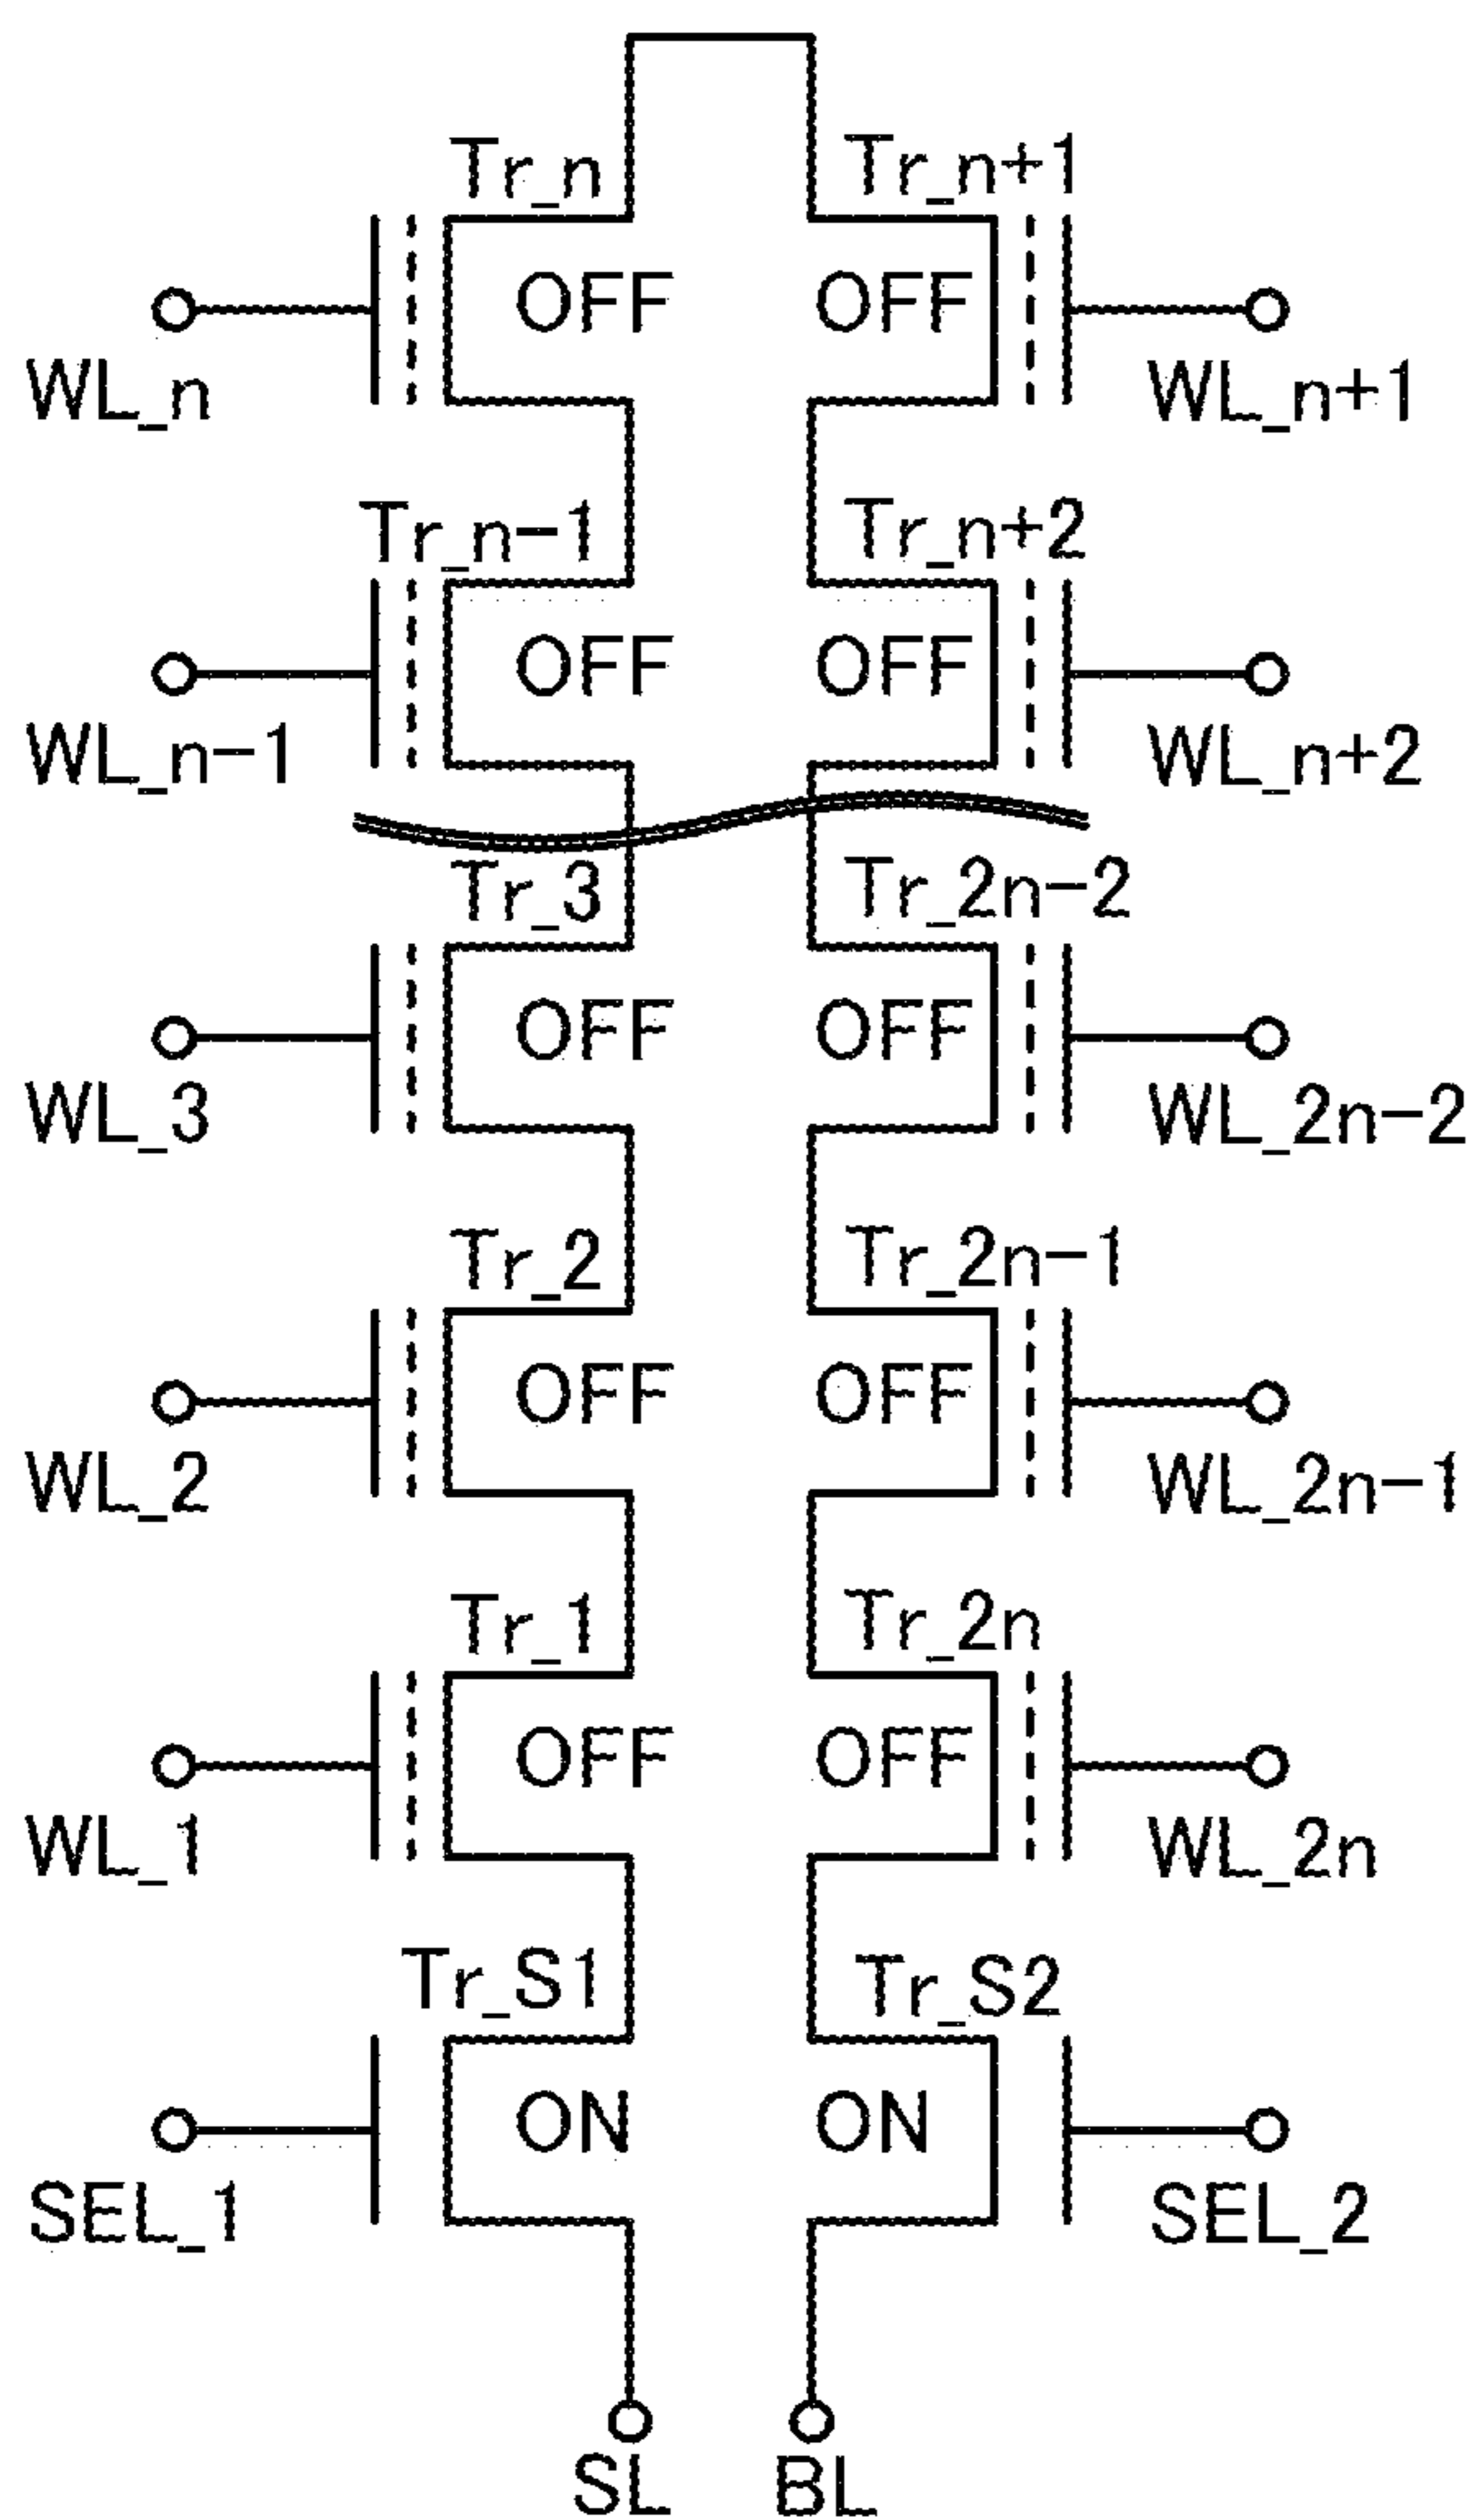 Tr_n Tr_n+1
OFF OFF
WL_n WL_n+1
Tr_n-1 Tr_n+2
OFF OFF
WL_n-1 WL_n+2
Tr_3 Tr_2n-2
OFF OFF
WL_3 WL_2n-2
Tr_2 Tr_2n-1
OFF OFF
WL_2 WL_2n-1
Tr_1 Tr_2n
OFF OFF
WL_1 WL_2n
Tr_S1 Tr_S2
ON ON
SEL_1 SEL_2
SL BL